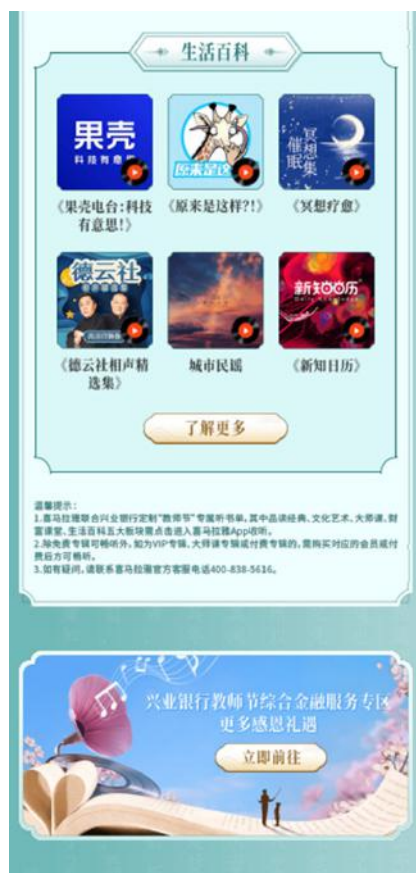 生活百科
果壳
科技有意
原来是这
冥想集
催眠
《果壳电台:科技
有意思!》
《原来是这样?!》
《冥想疗愈》
德云社
新知日历
《德云社相声精
选集》
城市民谣
《新知日历》
了解更多
温馨提示:
1.喜马拉雅联合兴业银行定制"教师节"专属听书单,其中品读经典、文化艺术、大师课、财
富课堂、生活百科五大板块需点击进入喜马拉雅App收听。
2.除免费专辑可畅听外,如为VIP专辑、大师课专辑或付费专辑的,需购买对应的会员或付
费后方可畅听。
3.如有疑问,请联系喜马拉雅官方客服电话400-838-5616。
兴业银行教师节综合金融服务专区
更多感恩礼遇
立即前往